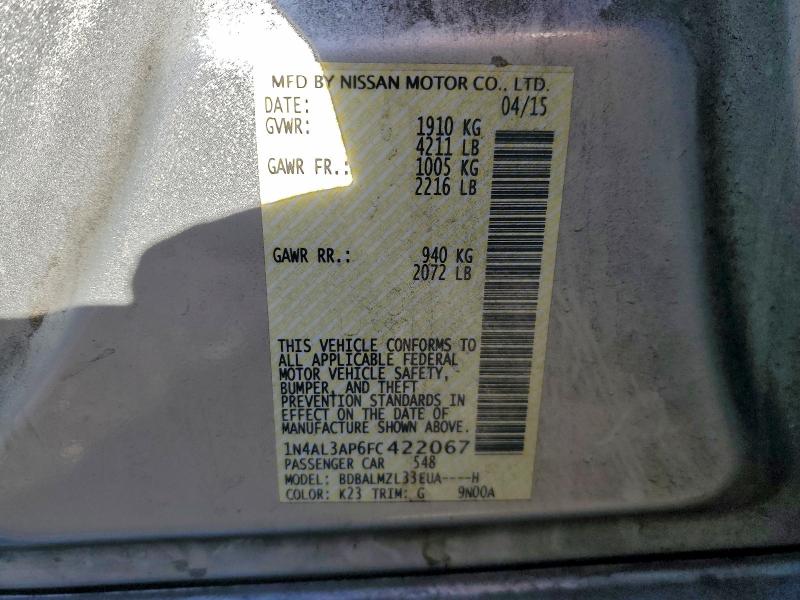 MFD BY NISSAN MOTOR CO., LTD.
DATE: 04/15
GVWR: 1910 KG
4211 LB
GAWR FR.: 1005 KG
2216 LB
GAWR RR.: 940 KG
2072 LB
THIS VEHICLE CONFORMS TO
ALL APPLICABLE FEDERAL
MOTOR VEHICLE SAFETY,
BUMPER, AND THEFT
PREVENTION STANDARDS IN
EFFECT ON THE DATE OF
MANUFACTURE SHOWN ABOVE.
1N4AL3AP6FC422067
PASSENGER CAR 548
MODEL: BDBALMZL33EUA----H
COLOR: K23 TRIM: G 9N00A